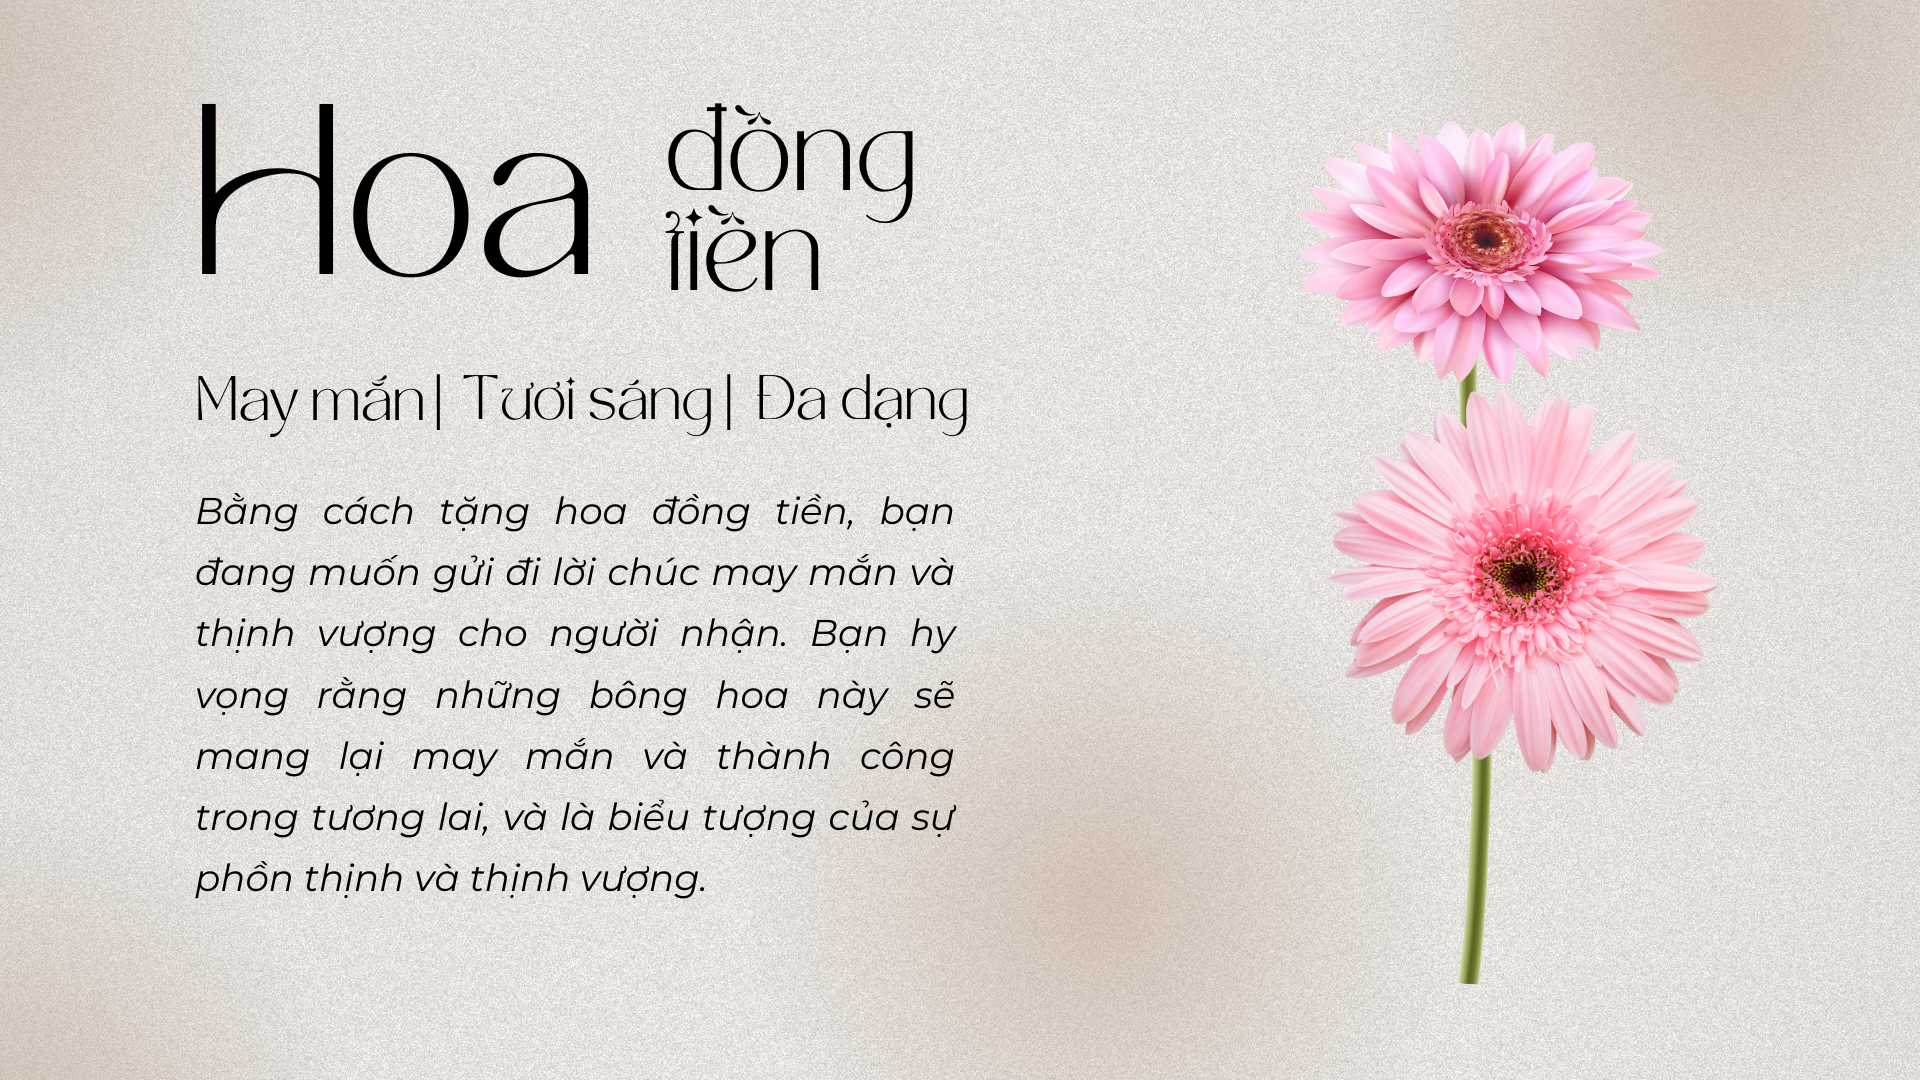 Hoa đồng
tiền
May mắn| Tươi sáng| Đa dạng
Bằng cách tặng hoa đồng tiền, bạn
đang muốn gửi đi lời chúc may mắn và
thịnh vượng cho người nhận. Bạn hy
vọng rằng những bông hoa này sẽ
mang lại may mắn và thành công
trong tương lai, và là biểu tượng của sự
phồn thịnh và thịnh vượng.